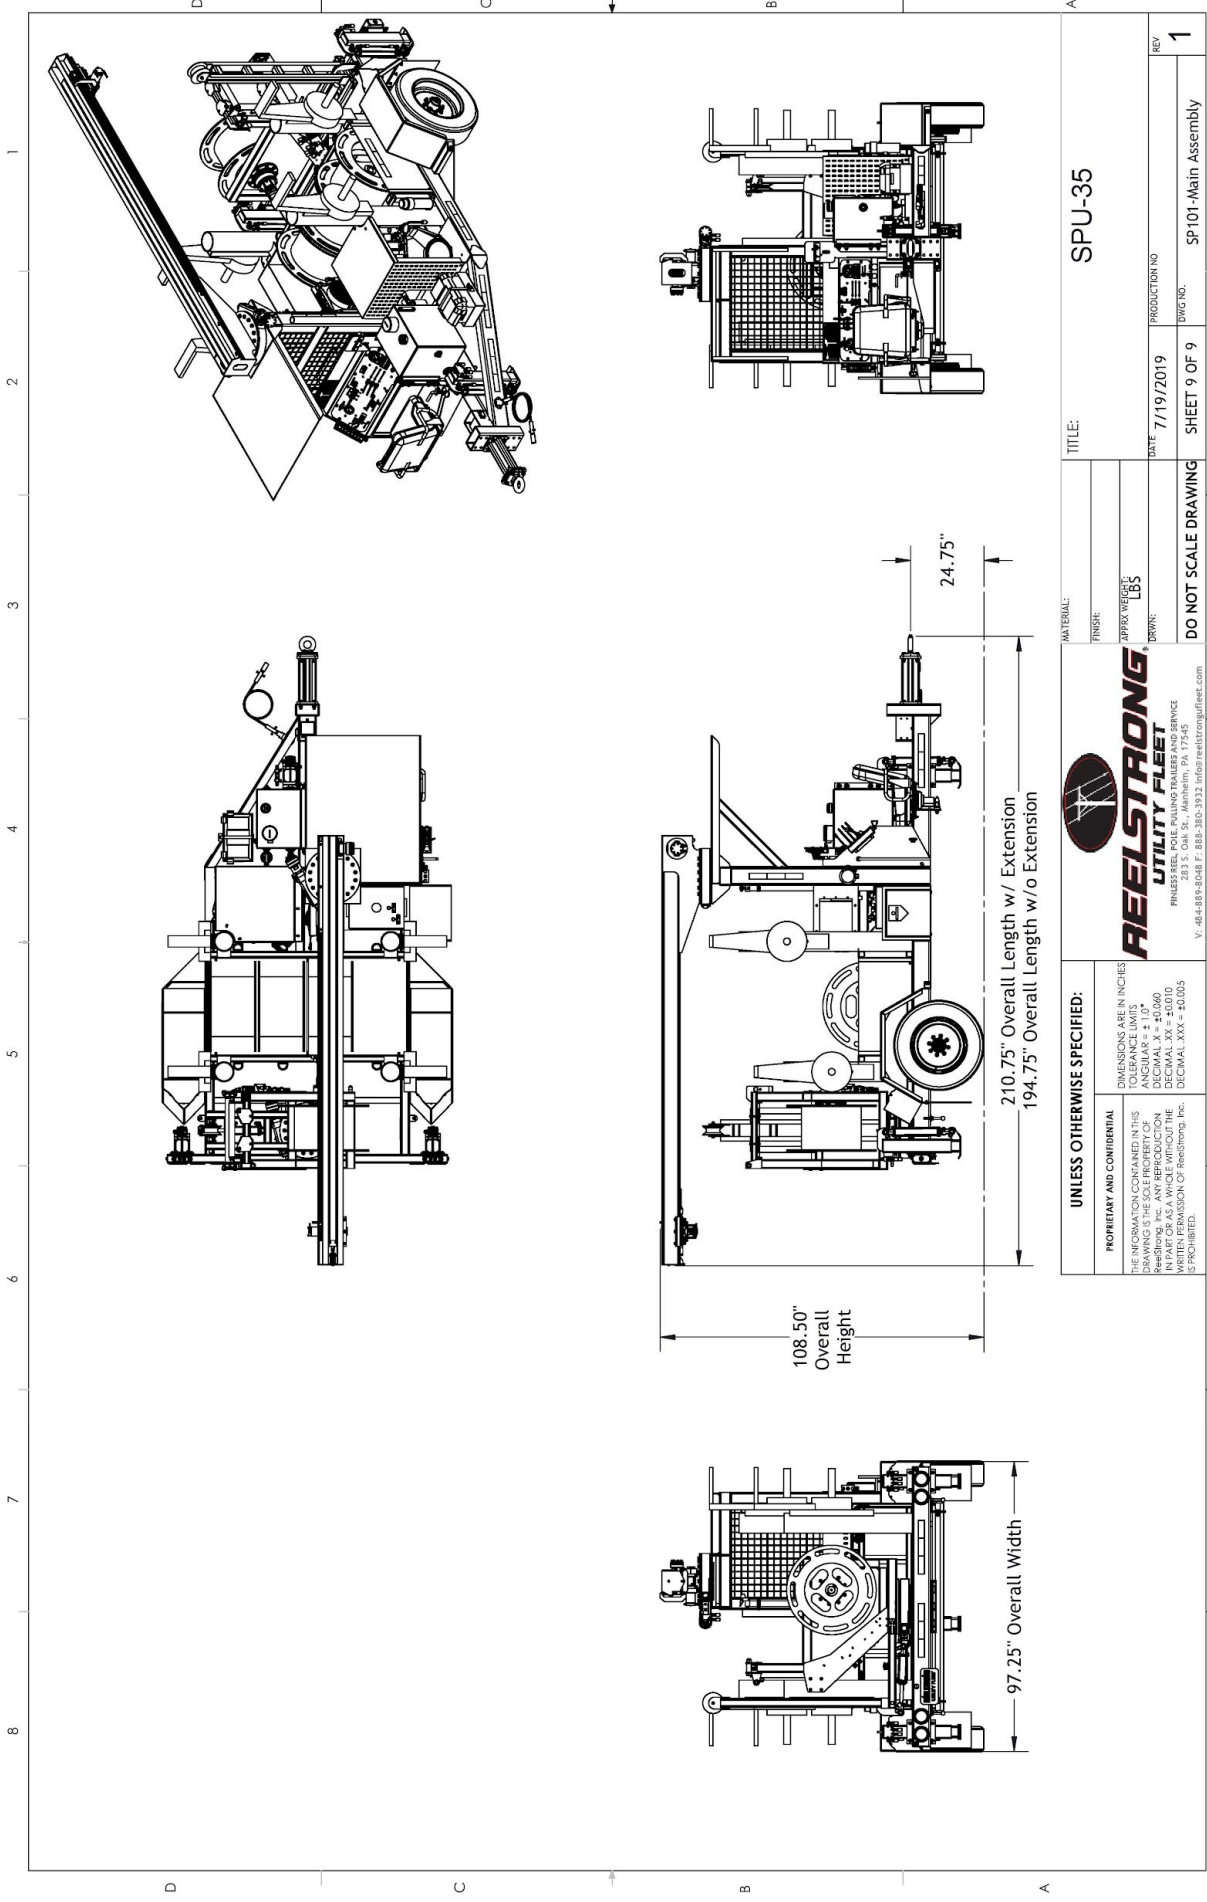 8
7
6
5
4
3
2
1
D
C
B
A
D
C
B
A
97.25" Overall Width
108.50"
Overall
Height
210.75" Overall Length w/ Extension
194.75" Overall Length w/o Extension
24.75"
UNLESS OTHERWISE SPECIFIED:
DIMENSIONS ARE IN INCHES
TOLERANCE LIMITS
ANGULAR = ± 1.0°
DECIMAL .X = ±0.060
DECIMAL .XX = ±0.010
DECIMAL .XXX = ±0.005
PROPRIETARY AND CONFIDENTIAL
THE INFORMATION CONTAINED IN THIS
DRAWING IS THE SOLE PROPERTY OF
ReelStrong, Inc. ANY REPRODUCTION
IN PART OR AS A WHOLE WITHOUT THE
WRITTEN PERMISSION OF ReelStrong, Inc.
IS PROHIBITED.
REELSTRONG®
UTILITY FLEET
PINLESS REEL, POLE, PULLING TRAILERS AND SERVICE
283 S. Oak St., Manheim, PA 17545
V: 484-889-8048 F: 888-380-3932 info@reelstrongufleet.com
MATERIAL:
FINISH:
APPRX WEIGHT:
LBS
DRWN:
DO NOT SCALE DRAWING
TITLE:
SPU-35
DATE
7/19/2019
PRODUCTION NO
REV
1
SHEET 9 OF 9
DWG NO.
SP101-Main Assembly